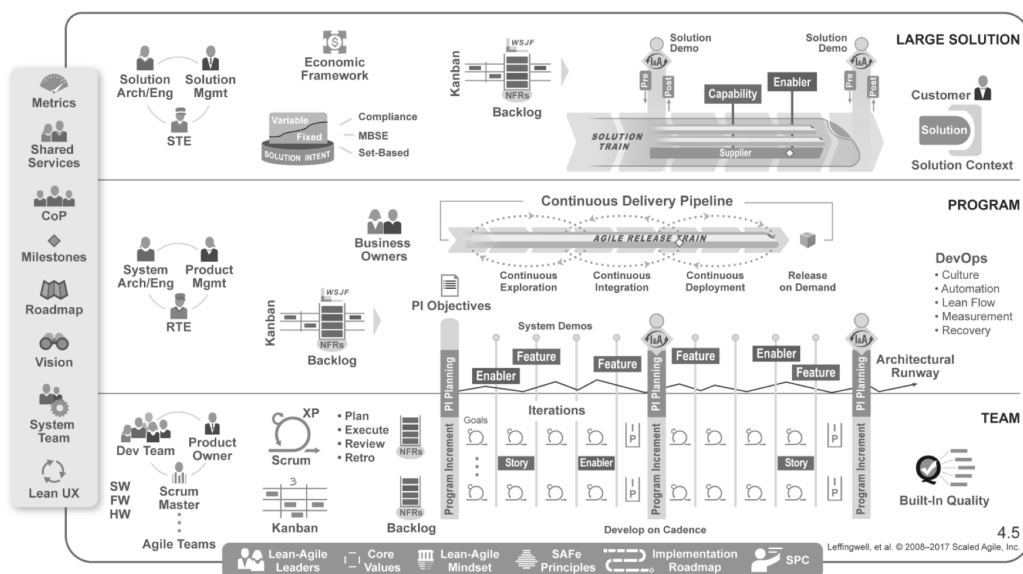 Metrics
Shared
Services
CoP
Milestones
Roadmap
Vision
System
Team
Lean UX
LARGE SOLUTION
Solution
Arch/Eng
Solution
Mgmt
STE
Economic
Framework
Variable
Fixed
SOLUTION INTENT
Compliance
MBSE
Set-Based
Kanban
WSJF
NFRs
Backlog
Solution
Demo
I&A
Pre
Post
Capability
Enabler
Solution
Demo
I&A
Pre
Post
SOLUTION
TRAIN
Supplier
Customer
Solution
Solution Context
PROGRAM
System
Arch/Eng
Product
Mgmt
RTE
Business
Owners
Continuous Delivery Pipeline
AGILE RELEASE TRAIN
Continuous
Exploration
Continuous
Integration
Continuous
Deployment
Release
on Demand
DevOps
• Culture
• Automation
• Lean Flow
• Measurement
• Recovery
Kanban
WSJF
NFRs
Backlog
PI Objectives
System Demos
Enabler
Feature
Feature
Feature
Enabler
Feature
I&A
I&A
PI Planning
PI Planning
PI Planning
Architectural
Runway
TEAM
Dev Team
Product
Owner
Scrum
Master
SW
FW
HW
Agile Teams
XP
Scrum
• Plan
• Execute
• Review
• Retro
NFRs
3
Kanban
NFRs
Backlog
Program Increment
Program Increment
Program Increment
Goals
Iterations
Story
Enabler
Story
I
P
I
P
I
P
I
P
Develop on Cadence
Q
Built-In Quality
4.5
Leffingwell, et al. © 2008–2017 Scaled Agile, Inc.
Lean-Agile
Leaders
Core
Values
Lean-Agile
Mindset
SAFe
Principles
Implementation
Roadmap
SPC